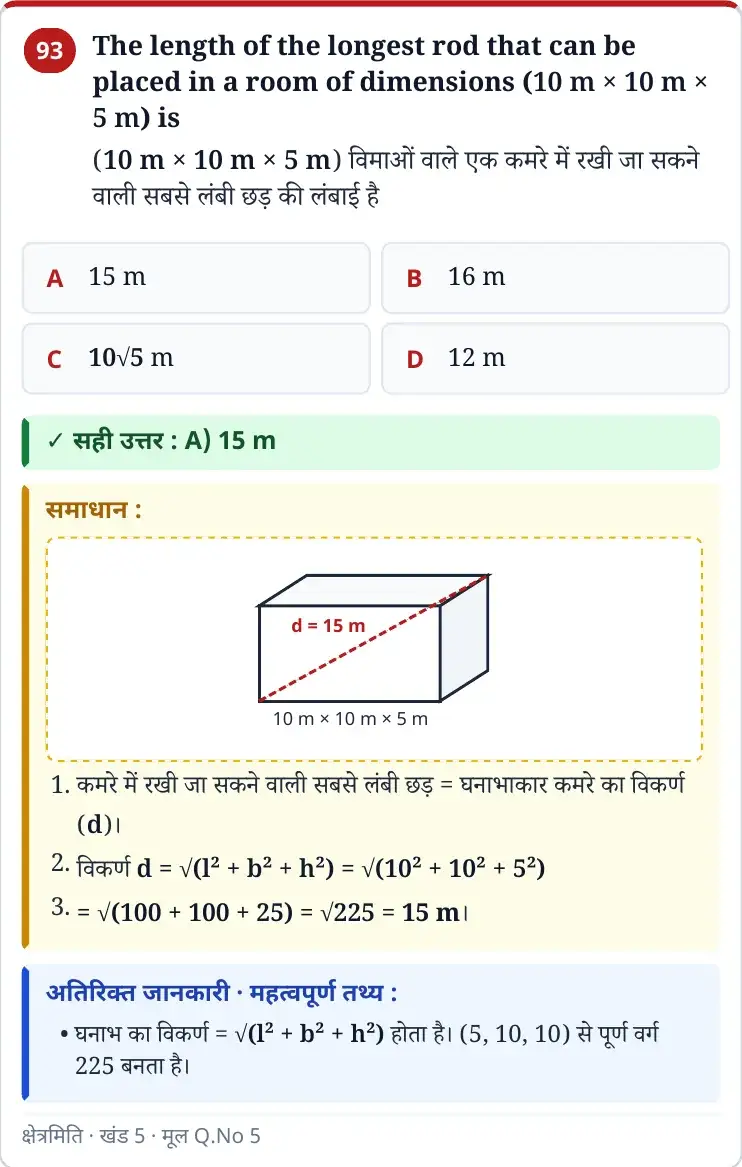 93
The length of the longest rod that can be
placed in a room of dimensions (10 m × 10 m ×
5 m) is
(10 m × 10 m × 5 m) विमाओं वाले एक कमरे में रखी जा सकने
वाली सबसे लंबी छड़ की लंबाई है
A 15 m
B 16 m
C 10√5 m
D 12 m
✓ सही उत्तर : A) 15 m
समाधान :
d = 15 m
10 m × 10 m × 5 m
1. कमरे में रखी जा सकने वाली सबसे लंबी छड़ = घनाभाकार कमरे का विकर्ण
(d)।
2. विकर्ण d = √(l² + b² + h²) = √(10² + 10² + 5²)
3. = √(100 + 100 + 25) = √225 = 15 m।
अतिरिक्त जानकारी · महत्वपूर्ण तथ्य :
• घनाभ का विकर्ण = √(l² + b² + h²) होता है। (5, 10, 10) से पूर्ण वर्ग
225 बनता है।
क्षेत्रमिति · खंड 5 · मूल Q.No 5